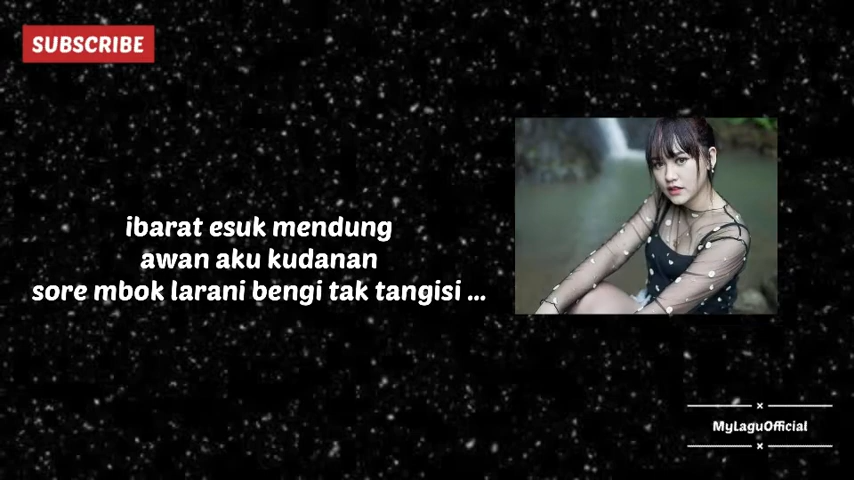 SUBSCRIBE
ibarat esuk mendung
awan aku kudanan
sore mbok larani bengi tak tangisi ...
MyLaguOfficial